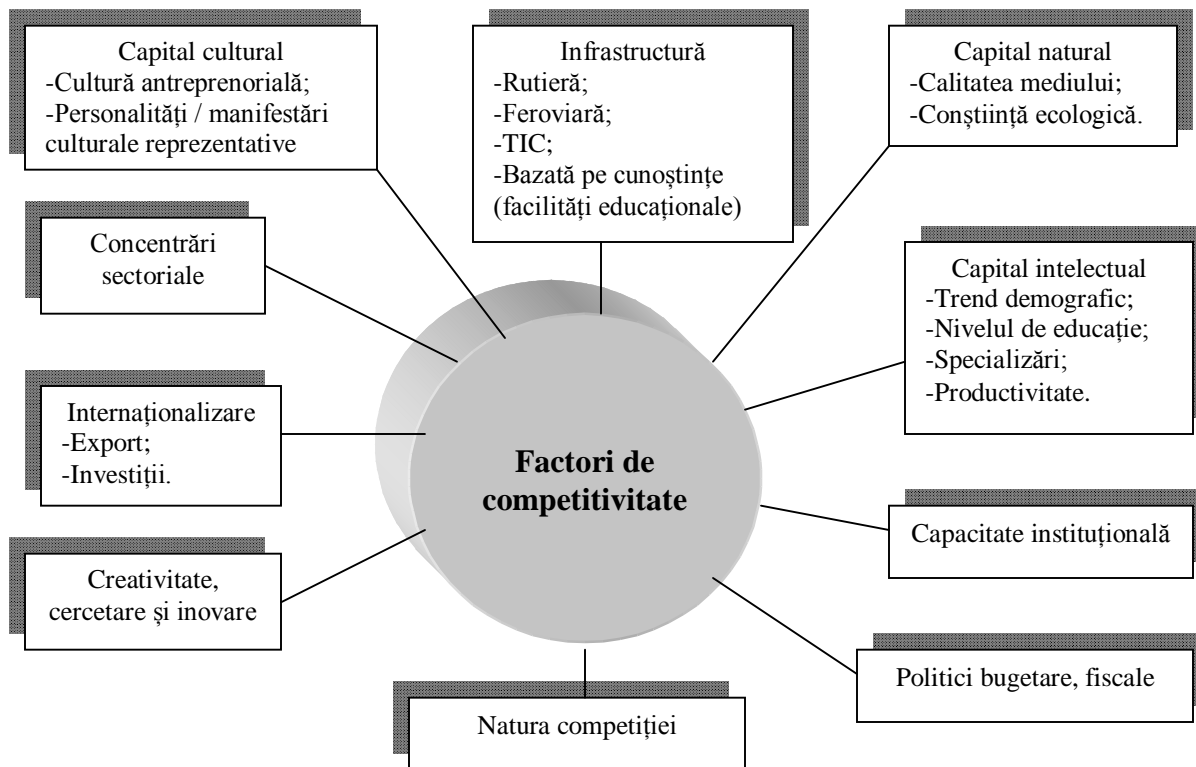 Capital cultural
-Cultură antreprenorială;
-Personalități / manifestări
culturale reprezentative
Infrastructură
-Rutieră;
-Feroviară;
-TIC;
-Bazată pe cunoștințe
(facilități educaționale)
Capital natural
-Calitatea mediului;
-Conștiință ecologică.
Concentrări
sectoriale
Capital intelectual
-Trend demografic;
-Nivelul de educație;
-Specializări;
-Productivitate.
Internaționalizare
-Export;
-Investiții.
Factori de
competitivitate
Capacitate instituțională
Creativitate,
cercetare și inovare
Politici bugetare, fiscale
Natura competiției